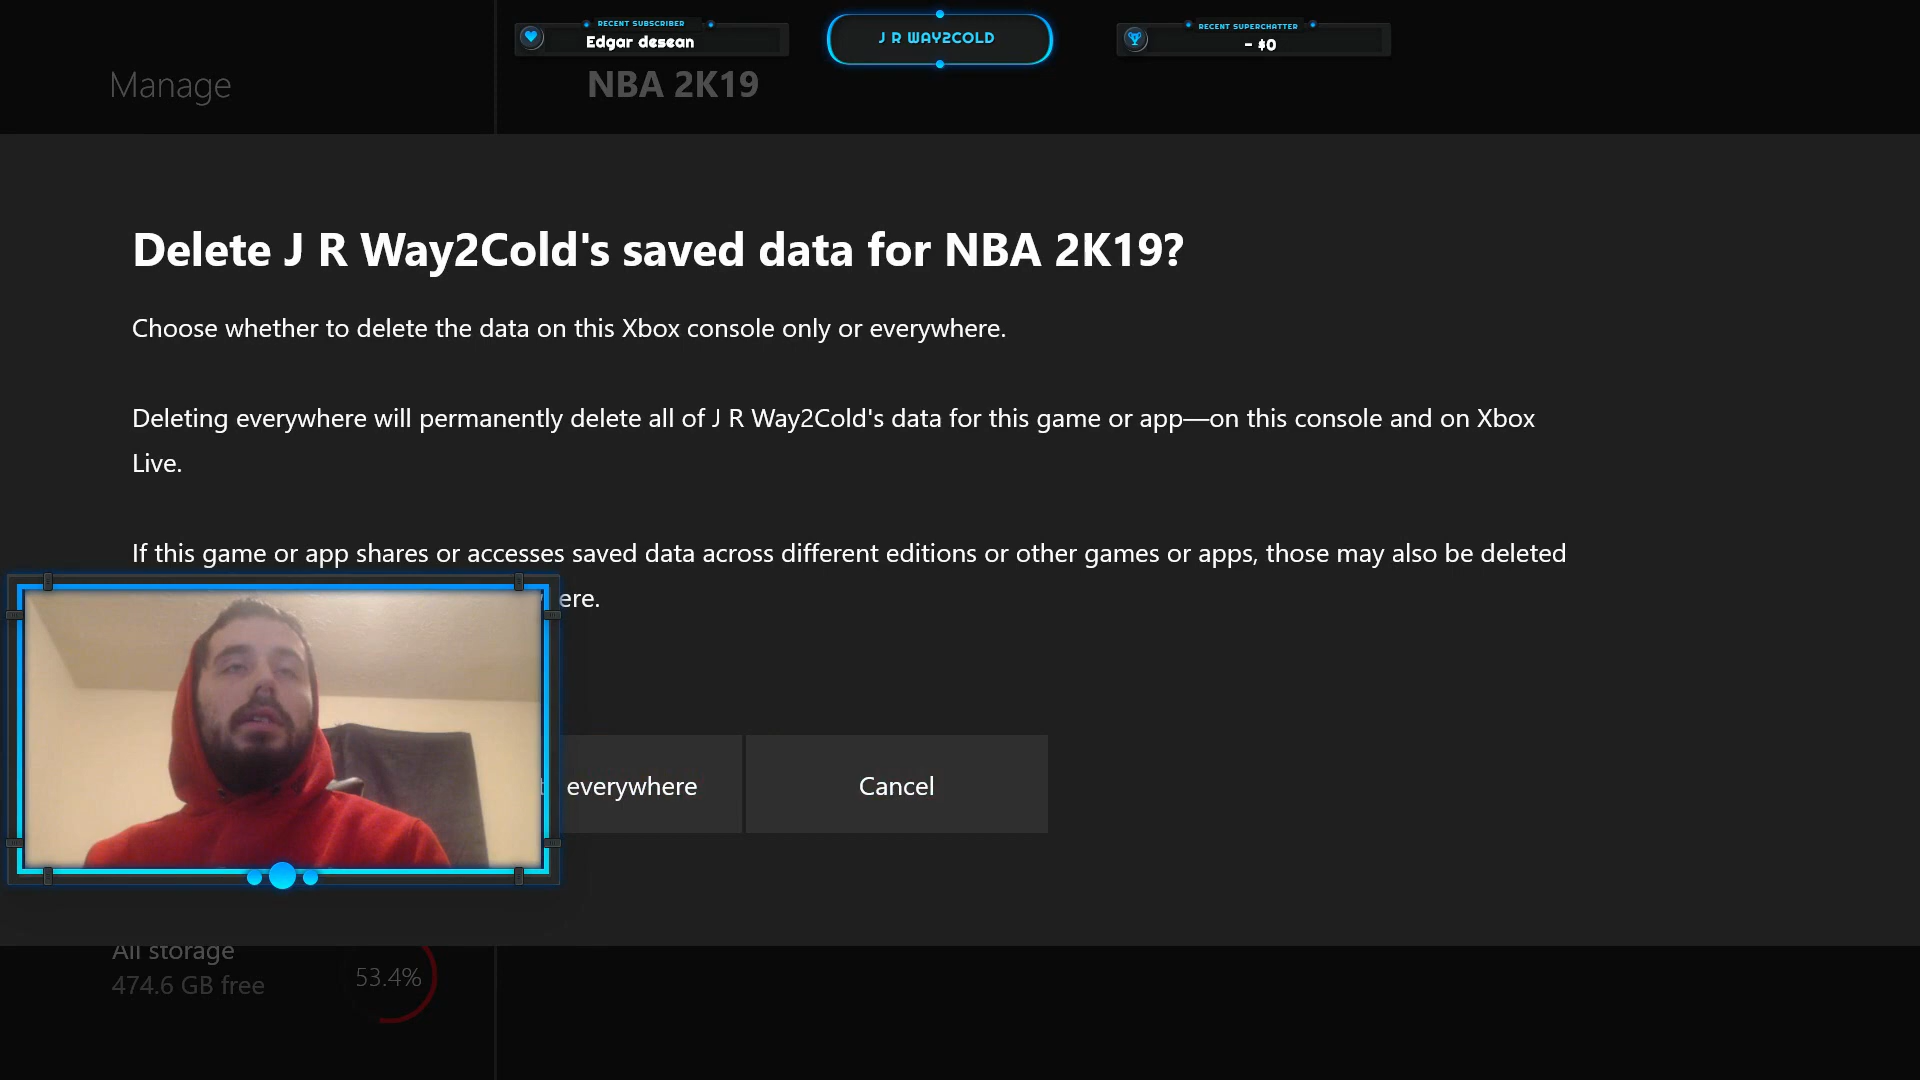 RECENT SUBSCRIBER
Edgar desean
J R WAY2COLD
RECENT SUPERCHATTER
- $0
Manage
NBA 2K19
Delete J R Way2Cold's saved data for NBA 2K19?
Choose whether to delete the data on this Xbox console only or everywhere.
Deleting everywhere will permanently delete all of J R Way2Cold's data for this game or app—on this console and on Xbox
Live.
If this game or app shares or accesses saved data across different editions or other games or apps, those may also be deleted
ere.
everywhere
Cancel
All storage
474.6 GB free
53.4%